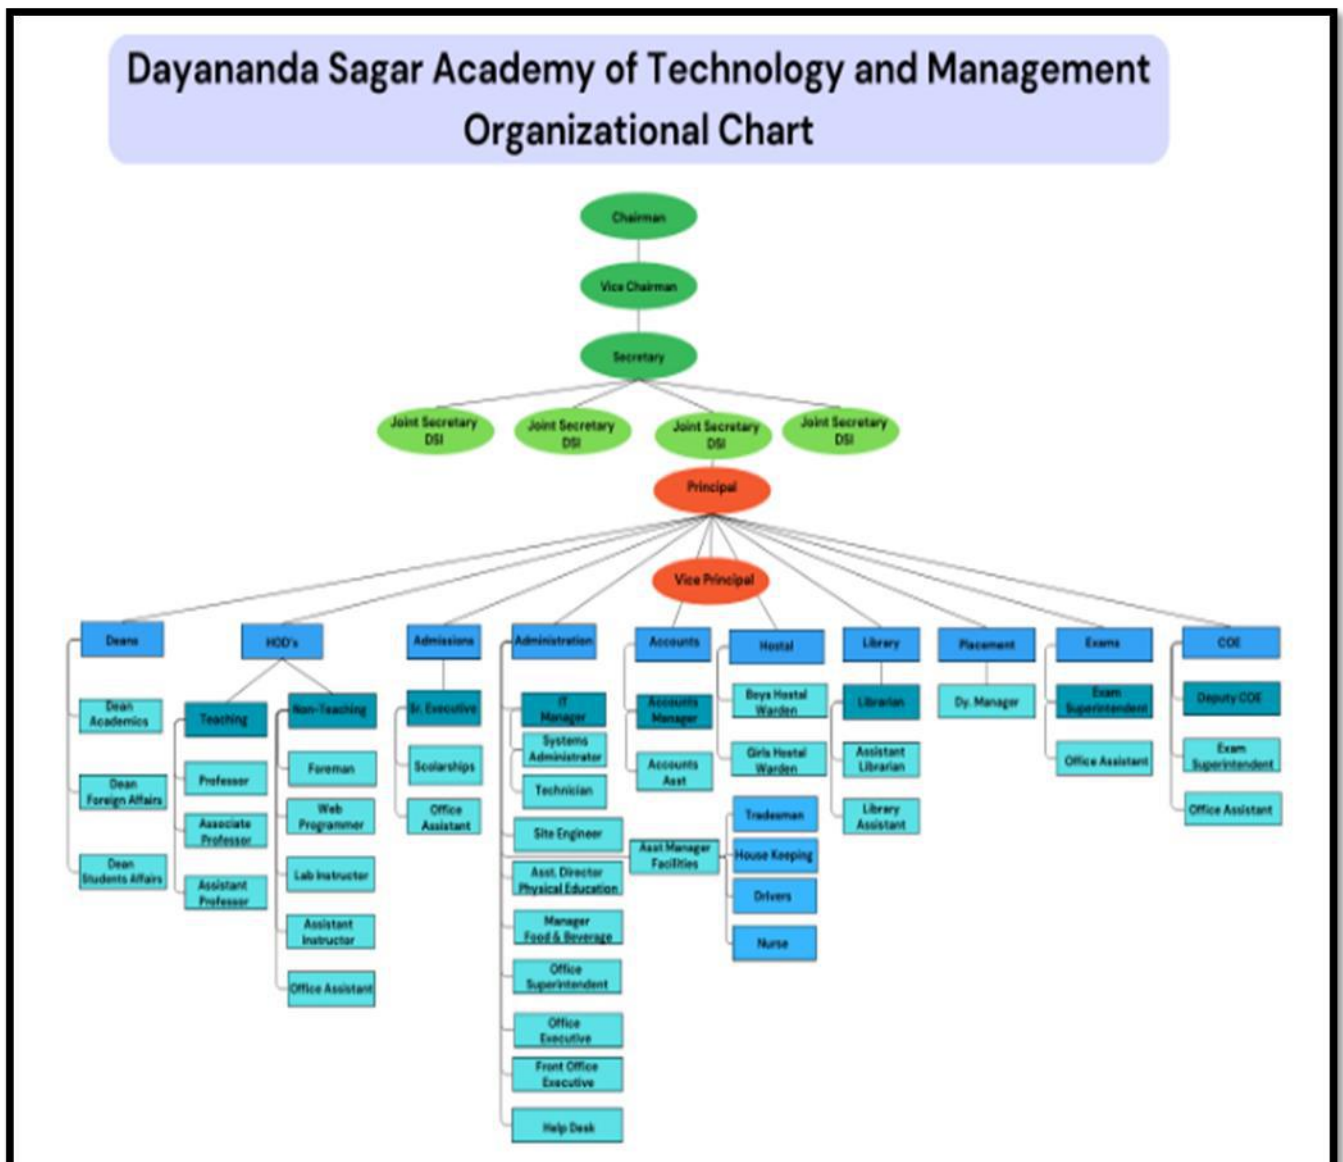 Dayananda Sagar Academy of Technology and Management
Organizational Chart
Chairman
Vice Chairman
Secretary
Joint Secretary
DSI
Joint Secretary
DSI
Joint Secretary
DSI
Joint Secretary
DSI
Principal
Vice Principal
Deans
HOD's
Admissions
Administration
Accounts
Hostal
Library
Placement
Exams
COE
Dean
Academics
Dean
Foreign Affairs
Dean
Students Affairs
Teaching
Professor
Associate
Professor
Assistant
Professor
Non-Teaching
Foreman
Web
Programmer
Lab Instructor
Assistant
Instructor
Office Assistant
Sr. Executive
Scolarships
Office
Assistant
IT
Manager
Systems
Administrator
Technician
Site Engineer
Asst. Director
Physical Education
Manager
Food & Beverage
Office
Superintendent
Office
Executive
Front Office
Executive
Help Desk
Accounts
Manager
Accounts
Asst
Asst Manager
Facilities
Boys Hostal
Warden
Girls Hostal
Warden
Tradesman
House Keeping
Drivers
Nurse
Librarian
Assistant
Librarian
Library
Assistant
Dy. Manager
Exam
Superintendent
Office Assistant
Deputy COE
Exam
Superintendent
Office Assistant